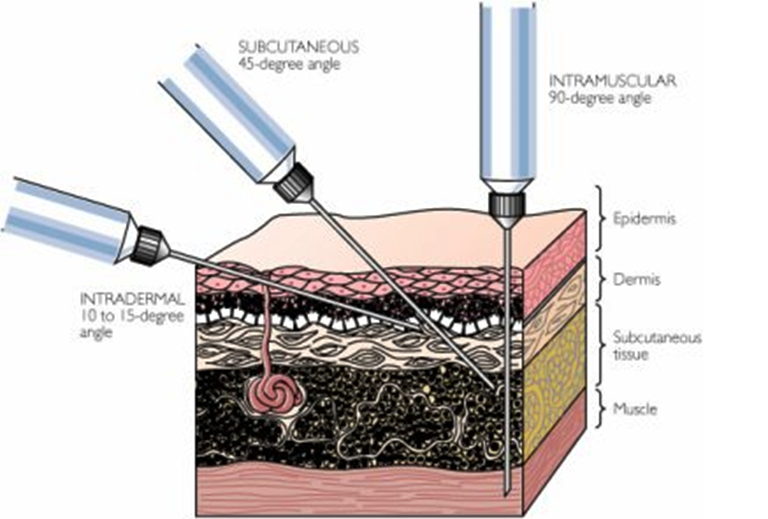 SUBCUTANEOUS
45-degree angle
INTRAMUSCULAR
90-degree angle
Epidermis
Dermis
INTRADERMAL
10 to 15-degree
angle
Subcutaneous
tissue
Muscle